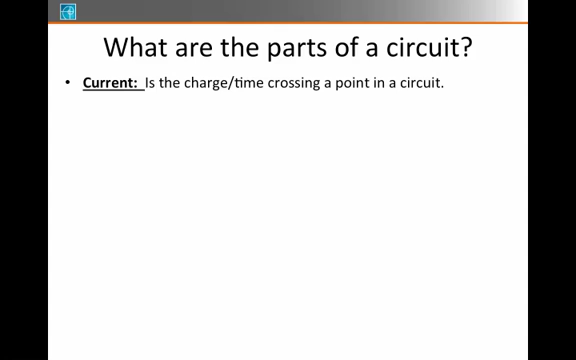 What are the parts of a circuit?
• Current: Is the charge/time crossing a point in a circuit.